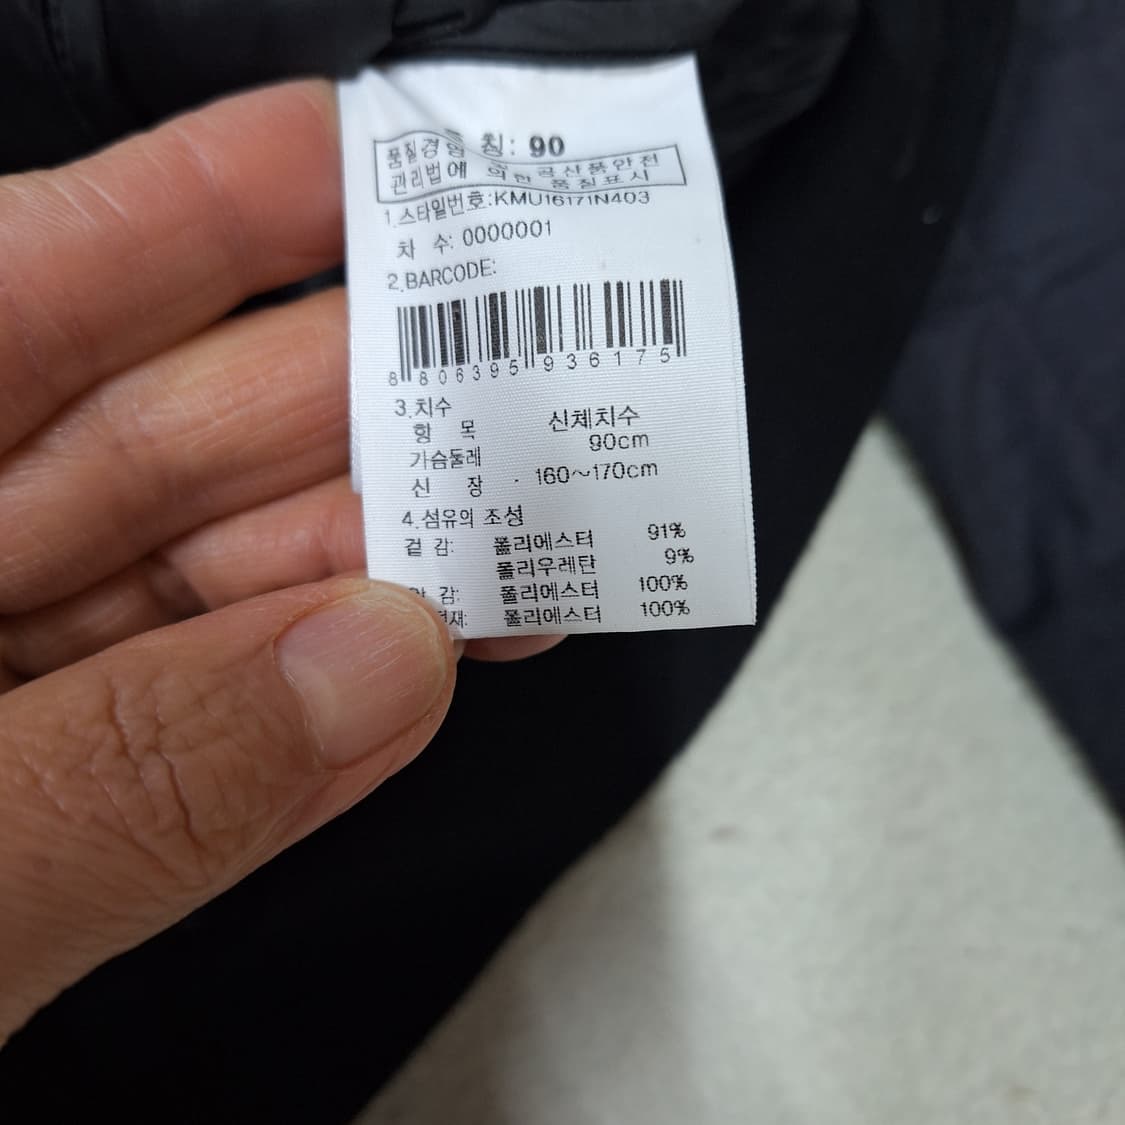 칭: 90
품질경영 및 공산품안전
관리법에 의한 품질표시
1.스타일번호:KMU16171N403
차 수: 0000001
2.BARCODE:
8 806395 936175
3.치수
항 목 신체치수
가슴둘레 90cm
신 장 160~170cm
4.섬유의 조성
겉 감: 폴리에스터 91%
폴리우레탄 9%
감: 폴리에스터 100%
폴리에스터 100%